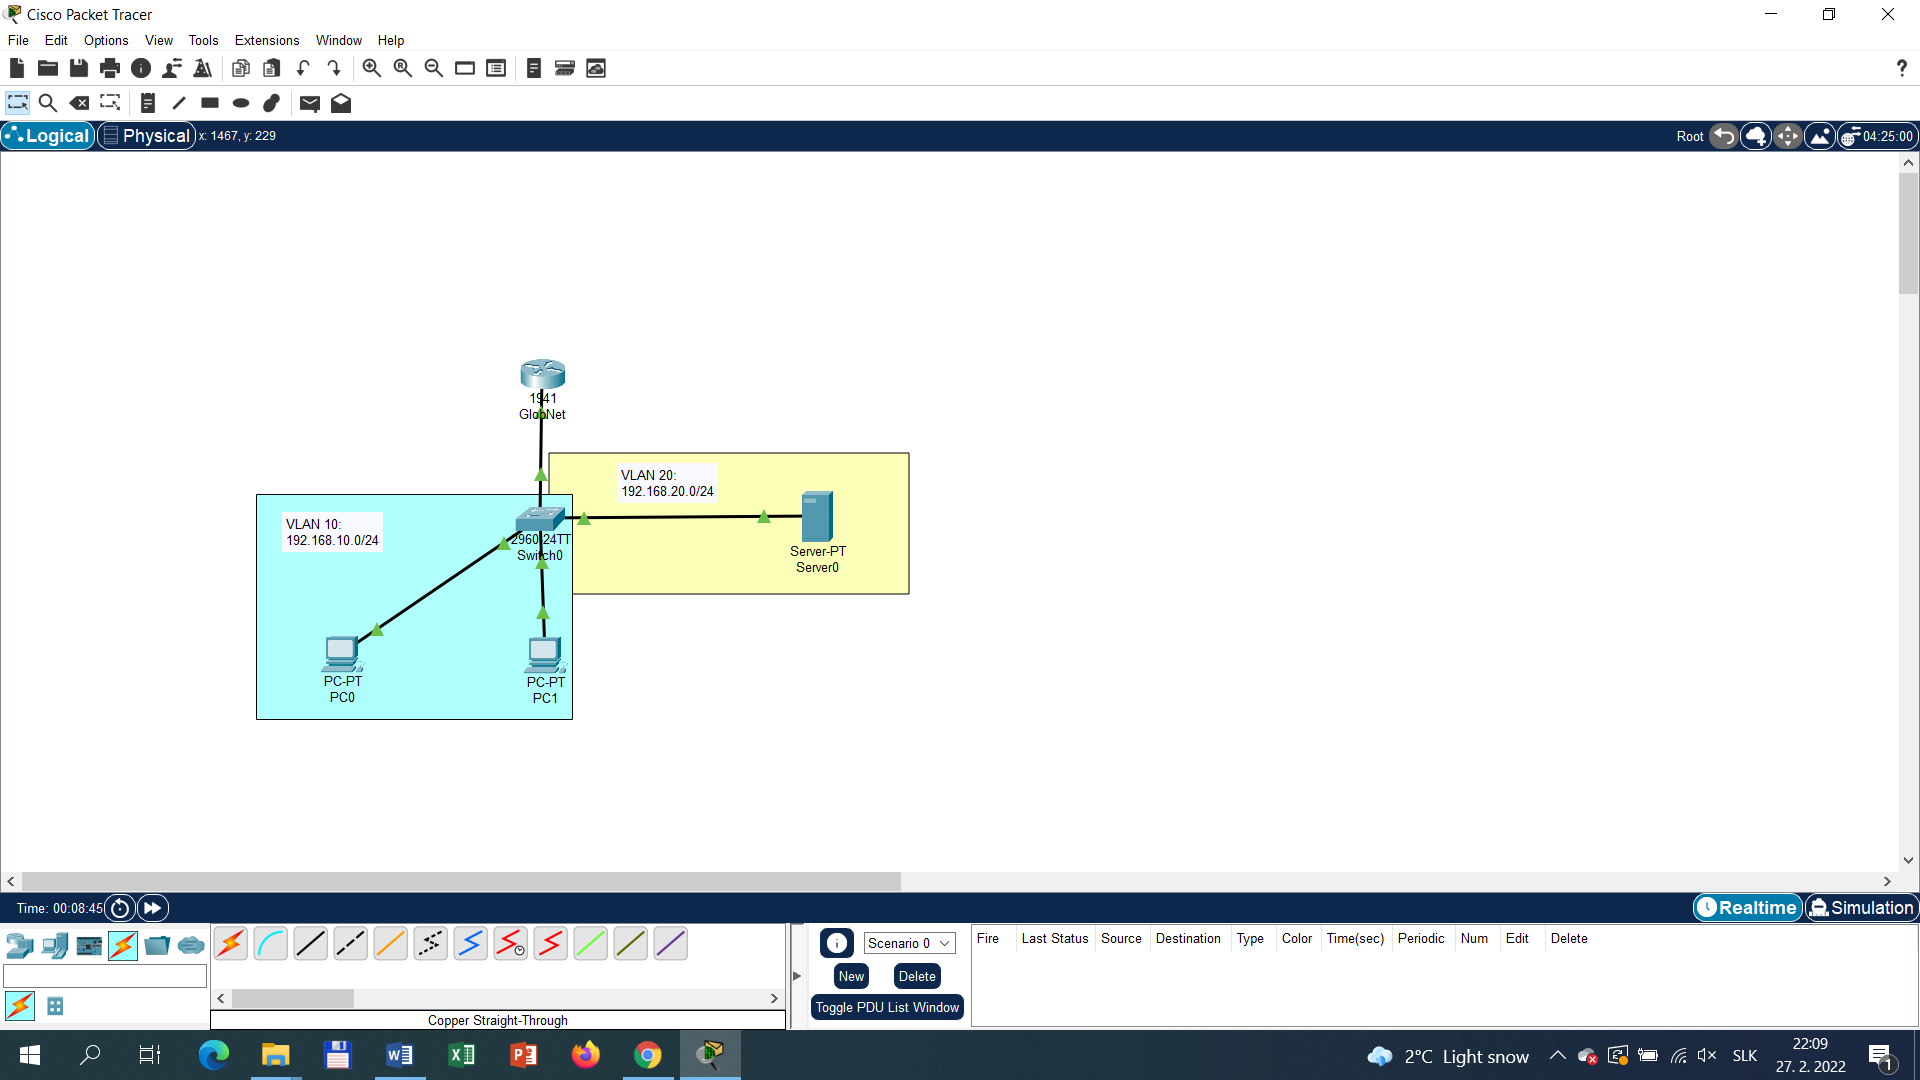 Cisco Packet Tracer
File Edit Options View Tools Extensions Window Help
?
Logical Physical x: 1467, y: 229 Root 04:25:00
1941
GlobNet
VLAN 20:
192.168.20.0/24
VLAN 10:
192.168.10.0/24
2960-24TT
Switch0
Server-PT
Server0
PC-PT
PC0
PC-PT
PC1
Time: 00:08:45 Realtime Simulation
Scenario 0 Fire Last Status Source Destination Type Color Time(sec) Periodic Num Edit Delete
New Delete
Toggle PDU List Window
Copper Straight-Through
2°C Light snow SLK 22:09
27. 2. 2022 1